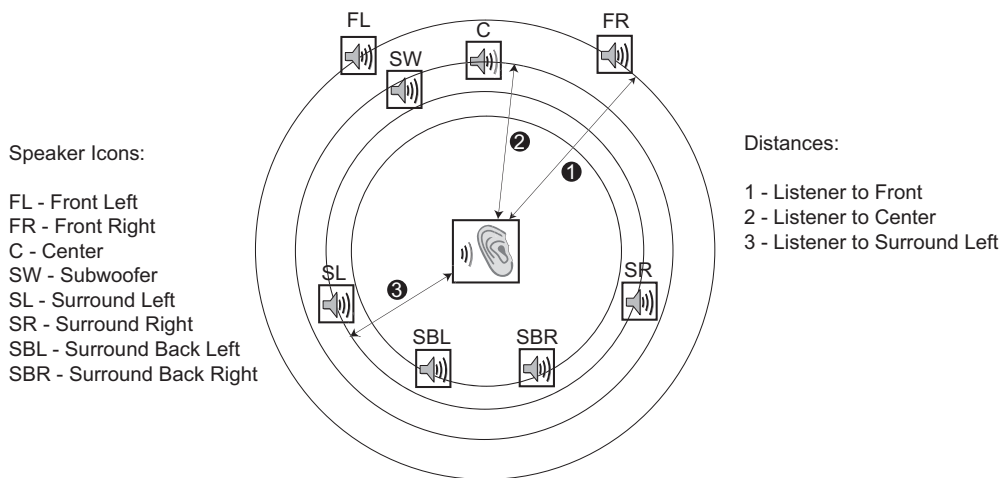 FL
FR
C
SW
2
1
Speaker Icons:
FL - Front Left
FR - Front Right
C - Center
SW - Subwoofer
SL - Surround Left
SR - Surround Right
SBL - Surround Back Left
SBR - Surround Back Right
Distances:
1 - Listener to Front
2 - Listener to Center
3 - Listener to Surround Left
SL
3
SR
SBL
SBR